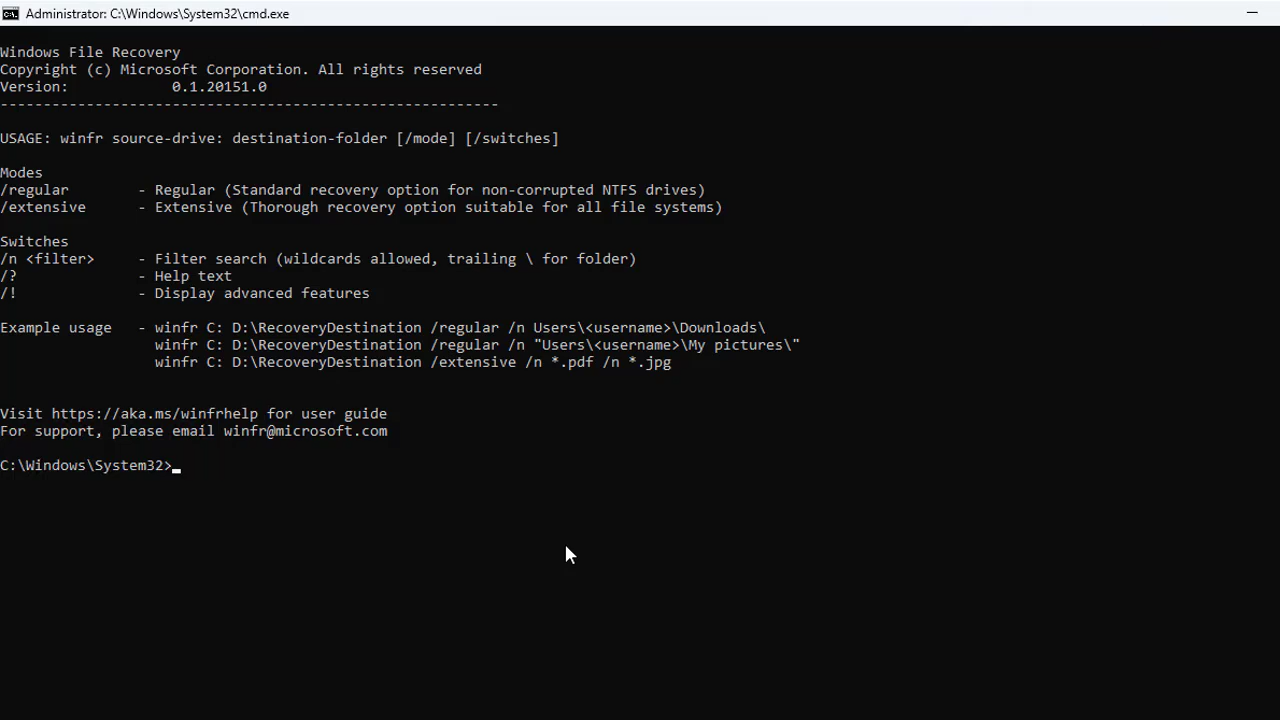 Administrator: C:\Windows\System32\cmd.exe
Windows File Recovery
Copyright (c) Microsoft Corporation. All rights reserved
Version:            0.1.20151.0
----------------------------------------------------------
USAGE: winfr source-drive: destination-folder [/mode] [/switches]
Modes
/regular        - Regular (Standard recovery option for non-corrupted NTFS drives)
/extensive      - Extensive (Thorough recovery option suitable for all file systems)
Switches
/n <filter>     - Filter search (wildcards allowed, trailing \ for folder)
/?              - Help text
/!              - Display advanced features
Example usage   - winfr C: D:\RecoveryDestination /regular /n Users\<username>\Downloads\
                  winfr C: D:\RecoveryDestination /regular /n "Users\<username>\My pictures\"
                  winfr C: D:\RecoveryDestination /extensive /n *.pdf /n *.jpg
Visit https://aka.ms/winfrhelp for user guide
For support, please email winfr@microsoft.com
C:\Windows\System32>